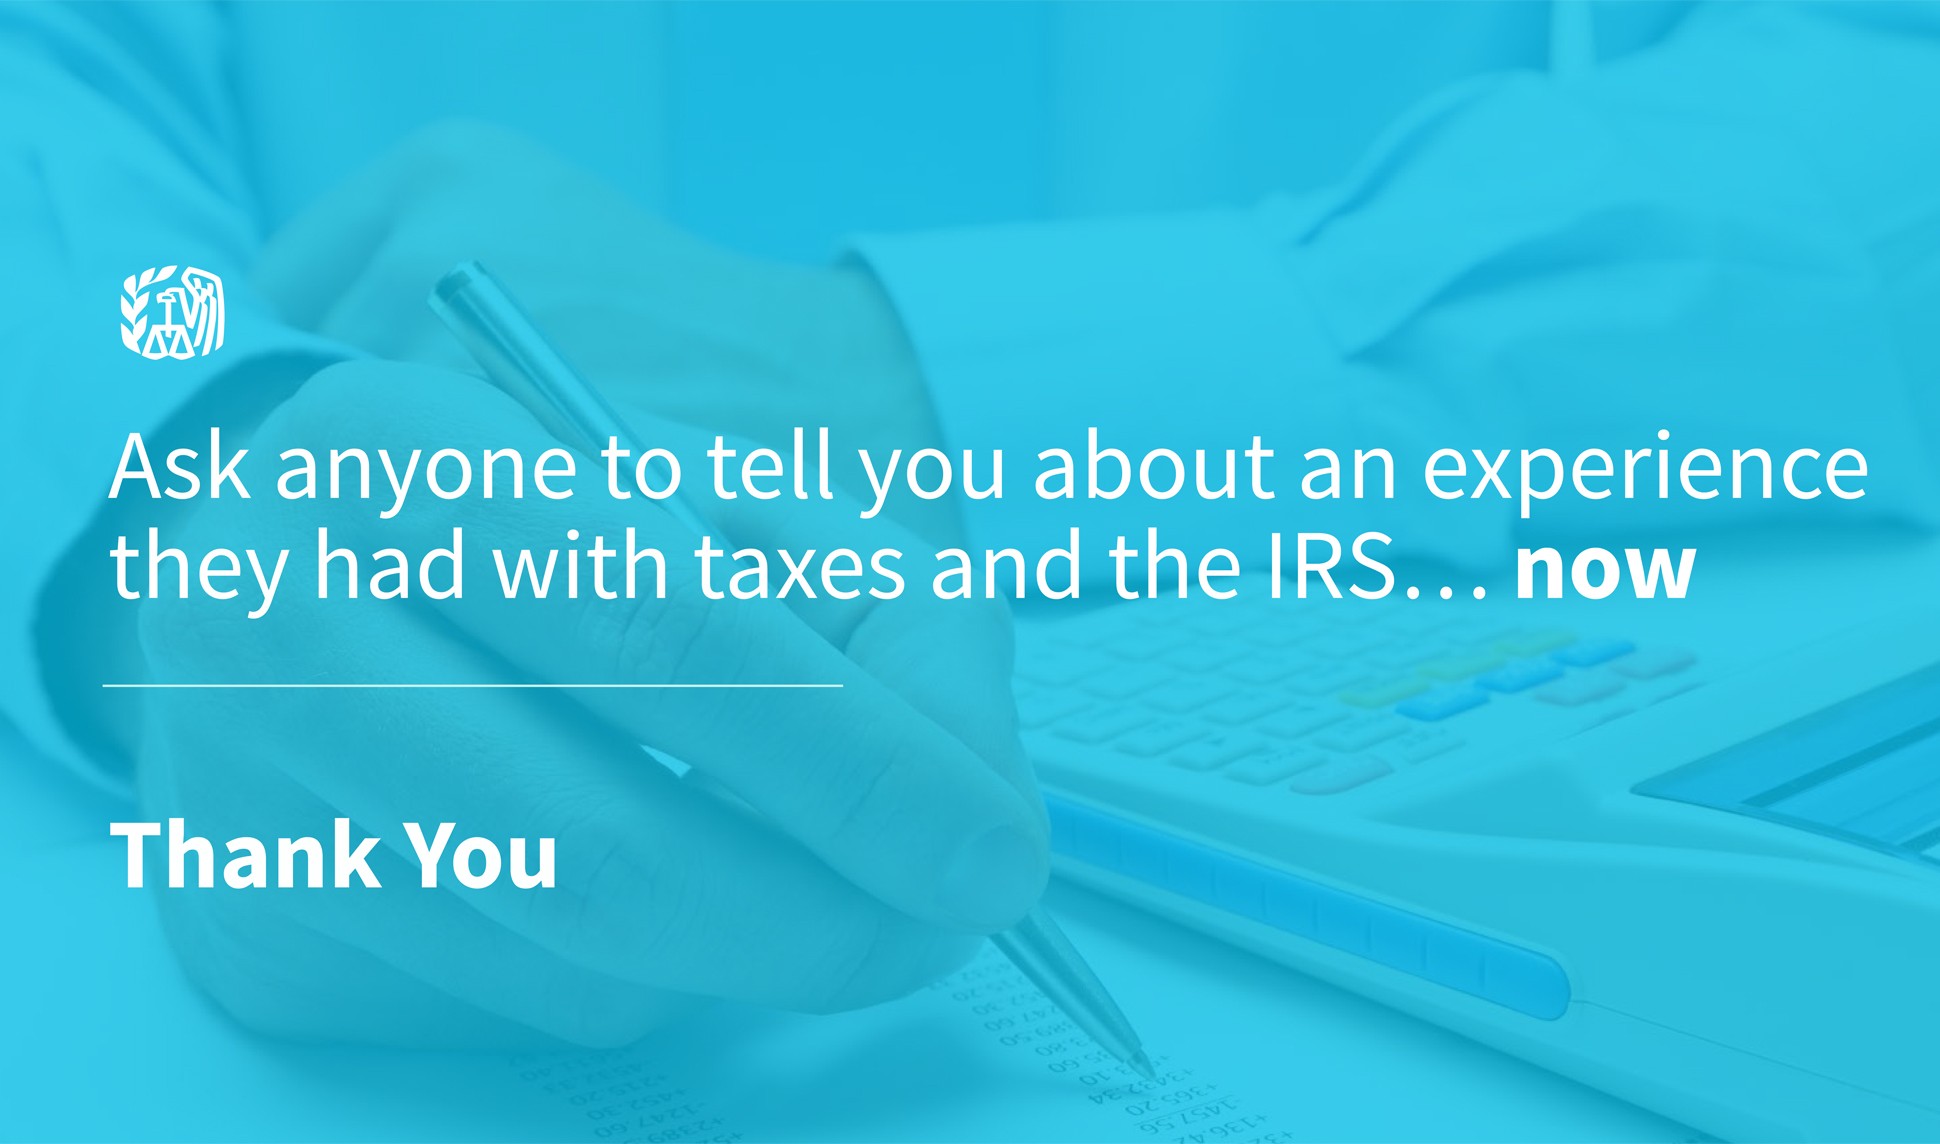 Ask anyone to tell you about an experience
they had with taxes and the IRS… now
Thank You